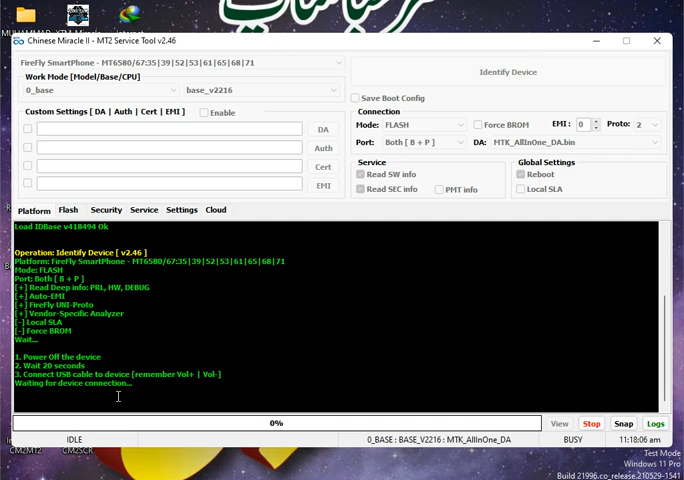 Chinese Miracle II - MT2 Service Tool v2.46
FireFly SmartPhone - MT6580/67:35|39|52|53|61|65|68|71
Identify Device
Work Mode [Model/Base/CPU]
0_base
base_v2216
Save Boot Config
Custom Settings [ DA | Auth | Cert | EMI ]
Enable
DA
Auth
Cert
EMI
Connection
Mode:
FLASH
Force BROM
EMI :
0
Proto:
2
Port:
Both [ B + P ]
DA:
MTK_AllInOne_DA.bin
Service
Read SW info
Read SEC info
PMT info
Global Settings
Reboot
Local SLA
Platform
Flash
Security
Service
Settings
Cloud
Load IDBase v418494 Ok
Operation: Identify Device [ v2.46 ]
Platform: FireFly SmartPhone - MT6580/67:35|39|52|53|61|65|68|71
Mode: FLASH
Port: Both [ B + P ]
[+] Read Deep info: PRL, HW, DEBUG
[+] Auto-EMI
[+] FireFly UNI-Proto
[+] Vendor-Specific Analyzer
[-] Local SLA
[-] Force BROM
Wait...
1. Power Off the device
2. Wait 20 seconds
3. Connect USB cable to device [remember Vol+ | Vol-]
Waiting for device connection...
0%
View
Stop
Snap
Logs
IDLE
0_BASE : BASE_V2216 : MTK_AllInOne_DA
BUSY
11:18:06 am
CM2MT2
CM2SCR
Test Mode
Windows 11 Pro
Build 21996.co_release.210529-1541